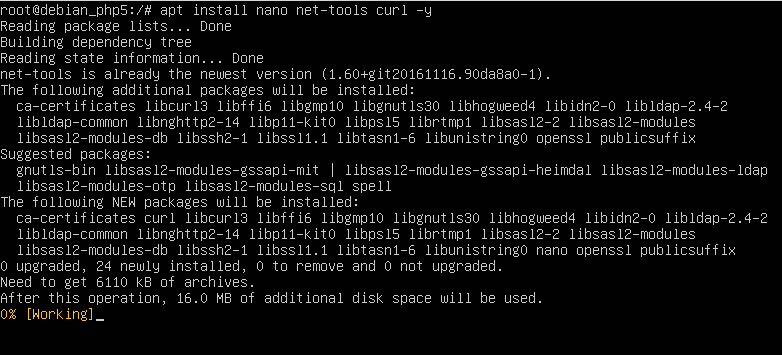 root@debian_php5:/# apt install nano net-tools curl -y
Reading package lists... Done
Building dependency tree
Reading state information... Done
net-tools is already the newest version (1.60+git20161116.90da8a0-1).
The following additional packages will be installed:
  ca-certificates libcurl3 libffi6 libgmp10 libgnutls30 libhogweed4 libidn2-0 libldap-2.4-2
  libldap-common libnghttp2-14 libp11-kit0 libpsl5 librtmp1 libsasl2-2 libsasl2-modules
  libsasl2-modules-db libssh2-1 libssl1.1 libtasn1-6 libunistring0 openssl publicsuffix
Suggested packages:
  gnutls-bin libsasl2-modules-gssapi-mit | libsasl2-modules-gssapi-heimdal libsasl2-modules-ldap
  libsasl2-modules-otp libsasl2-modules-sql spell
The following NEW packages will be installed:
  ca-certificates curl libcurl3 libffi6 libgmp10 libgnutls30 libhogweed4 libidn2-0 libldap-2.4-2
  libldap-common libnghttp2-14 libp11-kit0 libpsl5 librtmp1 libsasl2-2 libsasl2-modules
  libsasl2-modules-db libssh2-1 libssl1.1 libtasn1-6 libunistring0 nano openssl publicsuffix
0 upgraded, 24 newly installed, 0 to remove and 0 not upgraded.
Need to get 6110 kB of archives.
After this operation, 16.0 MB of additional disk space will be used.
0% [Working]_